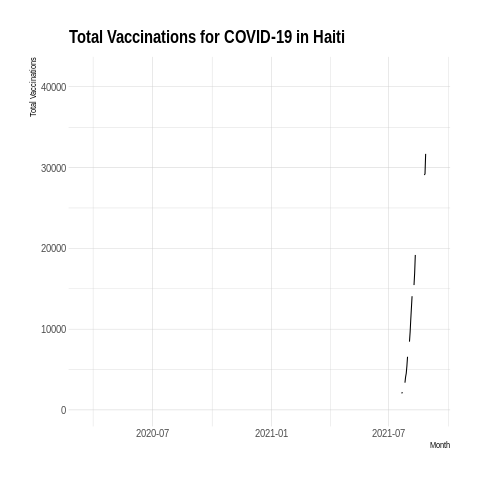 Total Vaccinations for COVID-19 in Haiti
Total Vaccinations
40000
30000
20000
10000
0
2020-07
2021-01
2021-07
Month